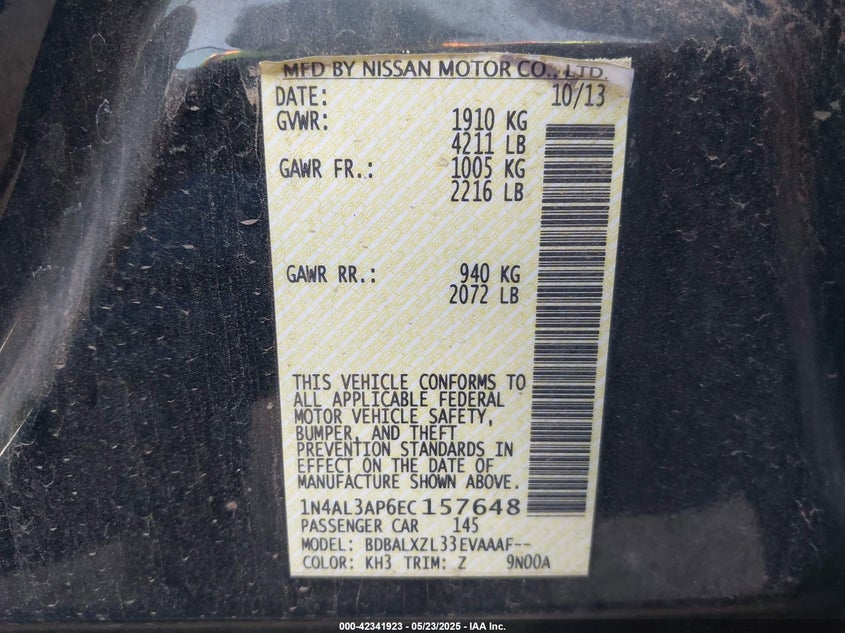 MFD BY NISSAN MOTOR CO., LTD.
DATE: 10/13
GVWR: 1910 KG
4211 LB
GAWR FR.: 1005 KG
2216 LB
GAWR RR.: 940 KG
2072 LB
THIS VEHICLE CONFORMS TO
ALL APPLICABLE FEDERAL
MOTOR VEHICLE SAFETY,
BUMPER, AND THEFT
PREVENTION STANDARDS IN
EFFECT ON THE DATE OF
MANUFACTURE SHOWN ABOVE.
1N4AL3AP6EC157648
PASSENGER CAR 145
MODEL: BDBALXZL33EVAAAF--
COLOR: KH3 TRIM: Z 9N00A
000-42341923 - 05/23/2025 - IAA Inc.